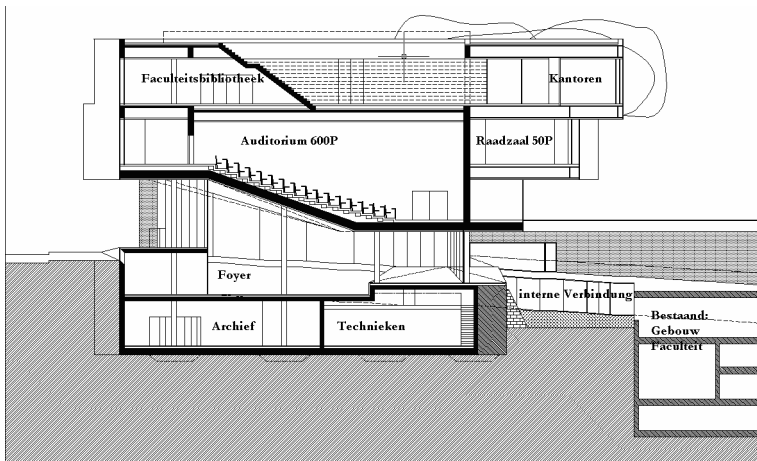 Faculteitsbibliotheek
Kantoren
Auditorium 600P
Raadzaal 50P
Foyer
interne Verbindung
Archief
Technieken
Bestaand:
Gebouw
Faculteit